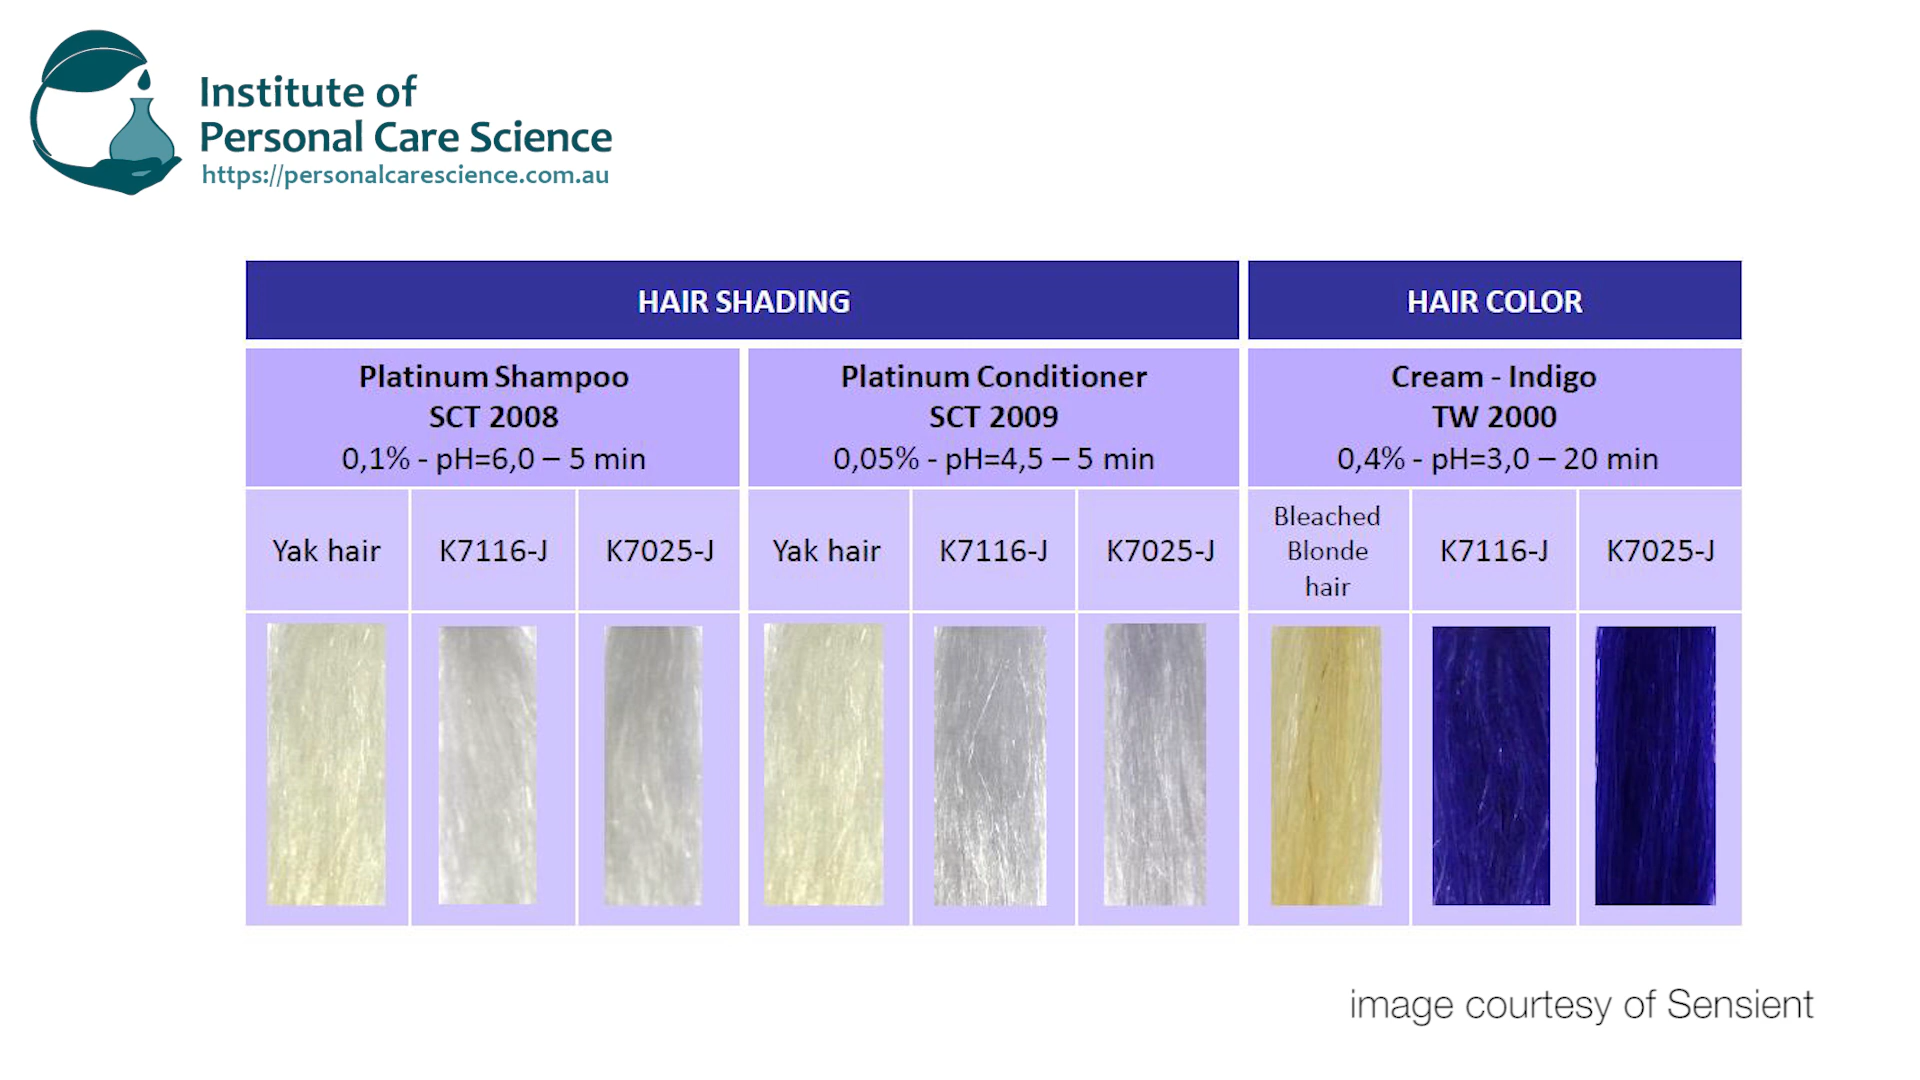 Institute of
Personal Care Science
https://personalcarescience.com.au
HAIR SHADING
HAIR COLOR
Platinum Shampoo
SCT 2008
0,1% - pH=6,0 – 5 min
Platinum Conditioner
SCT 2009
0,05% - pH=4,5 – 5 min
Cream - Indigo
TW 2000
0,4% - pH=3,0 – 20 min
Yak hair
K7116-J
K7025-J
Yak hair
K7116-J
K7025-J
Bleached
Blonde
hair
K7116-J
K7025-J
image courtesy of Sensient